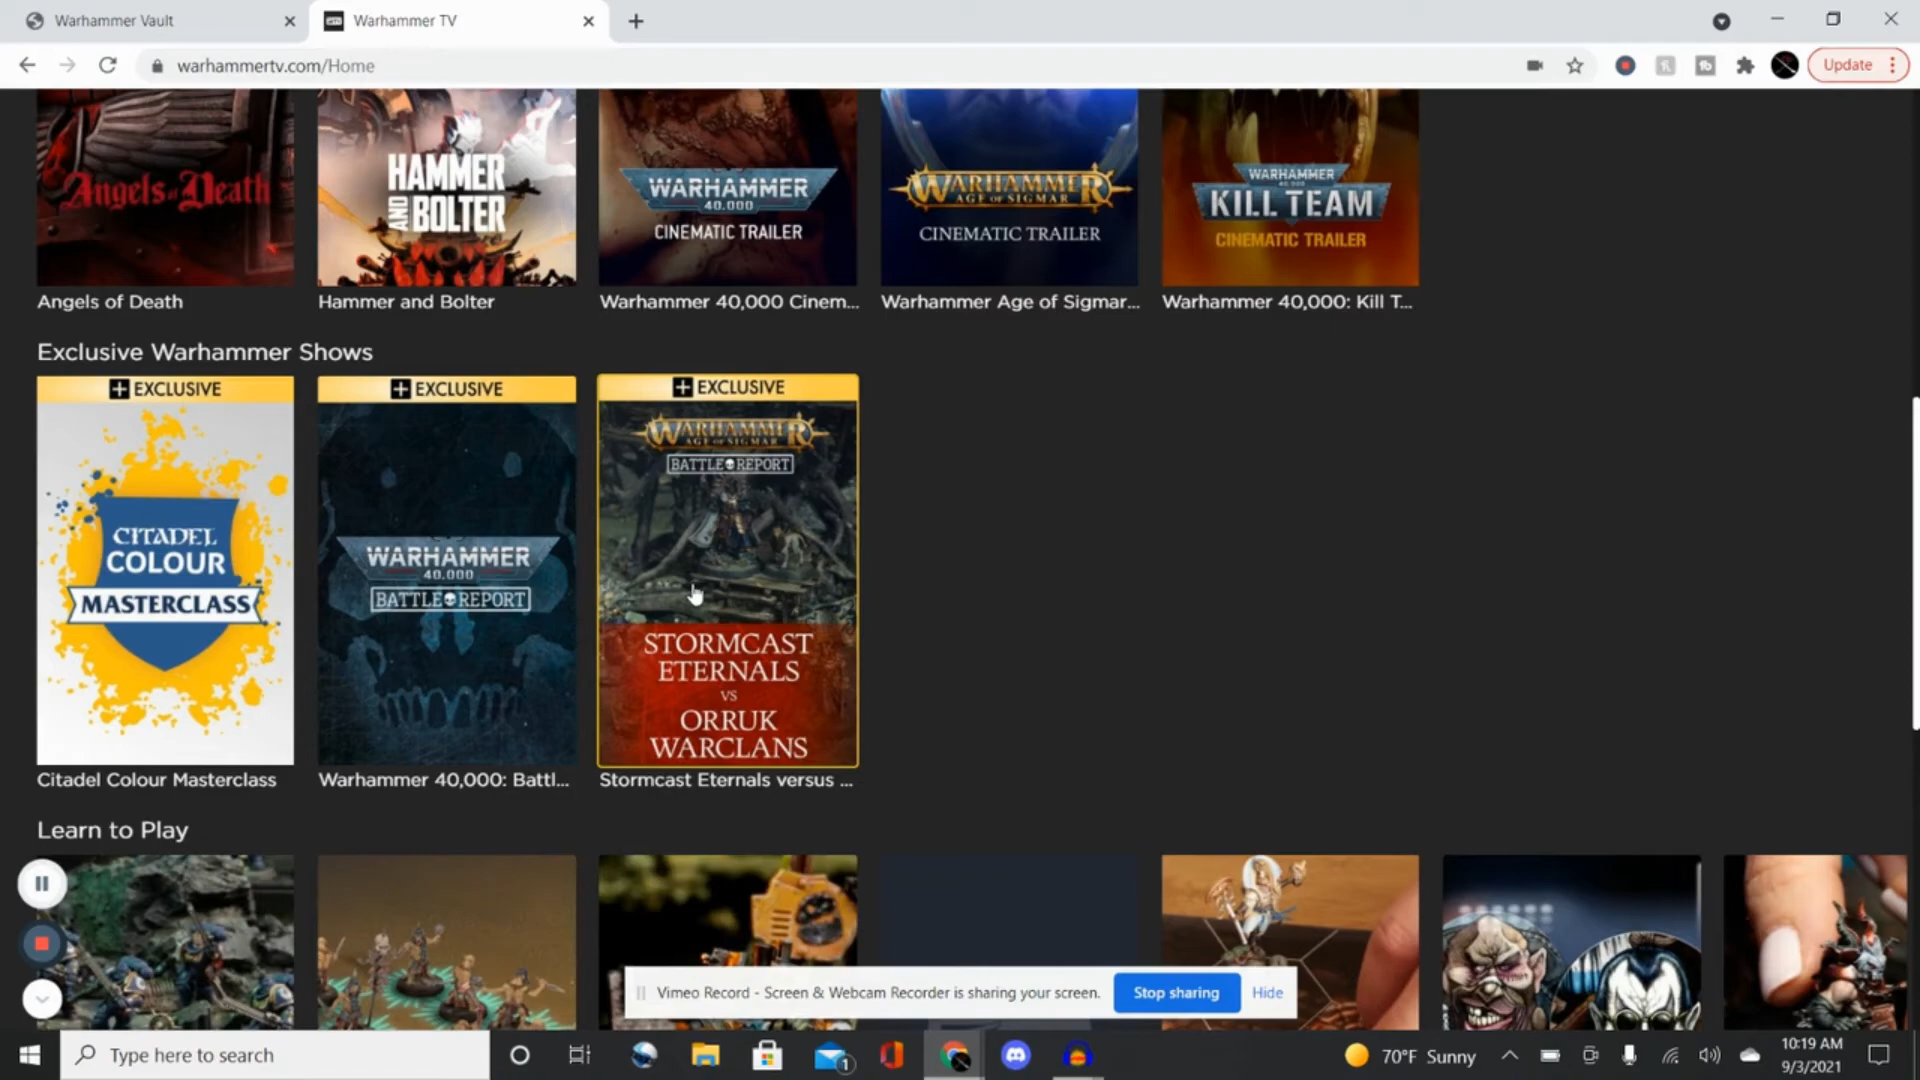 Warhammer Vault
Warhammer TV
warhammertv.com/Home
Update
Angels of Death
HAMMER
AND BOLTER
WARHAMMER
40,000
CINEMATIC TRAILER
WARHAMMER
AGE OF SIGMAR
CINEMATIC TRAILER
WARHAMMER
40,000
KILL TEAM
CINEMATIC TRAILER
Angels of Death
Hammer and Bolter
Warhammer 40,000 Cinem...
Warhammer Age of Sigmar...
Warhammer 40,000: Kill T...
Exclusive Warhammer Shows
+ EXCLUSIVE
CITADEL
COLOUR
MASTERCLASS
+ EXCLUSIVE
WARHAMMER
40,000
BATTLE REPORT
+ EXCLUSIVE
WARHAMMER
AGE OF SIGMAR
BATTLE REPORT
STORMCAST
ETERNALS
VS
ORRUK
WARCLANS
Citadel Colour Masterclass
Warhammer 40,000: Battl...
Stormcast Eternals versus ...
Learn to Play
Vimeo Record - Screen & Webcam Recorder is sharing your screen.
Stop sharing
Hide
Type here to search
1
70°F Sunny
10:19 AM
9/3/2021